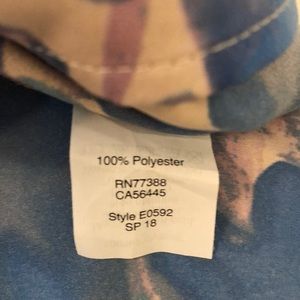 100% Polyester
RN77388
CA56445
Style E0592
SP 18